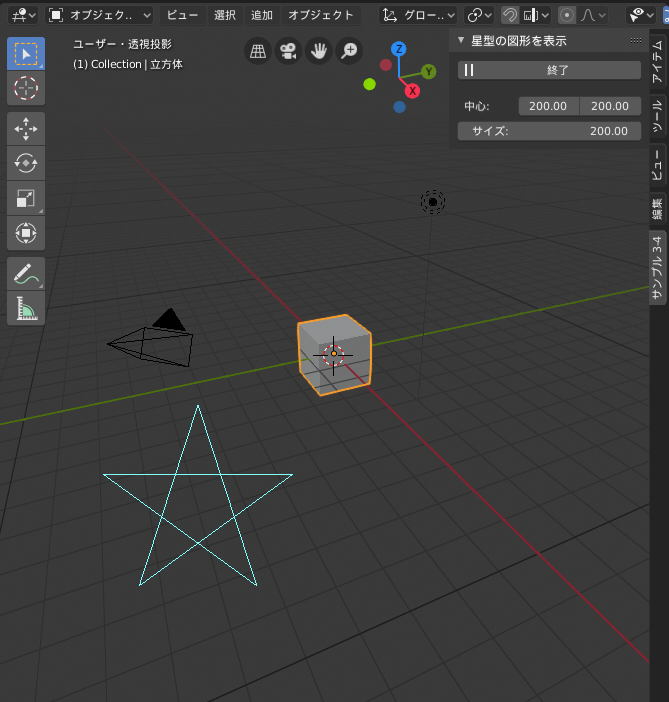 オブジェク.. ビュー 選択 追加 オブジェクト グロー..
ユーザー・透視投影
(1) Collection | 立方体
Z
Y
X
星型の図形を表示
終了
中心: 200.00 200.00
サイズ: 200.00
アイテム
ツール
ビュー
編集
サンプル 3-4